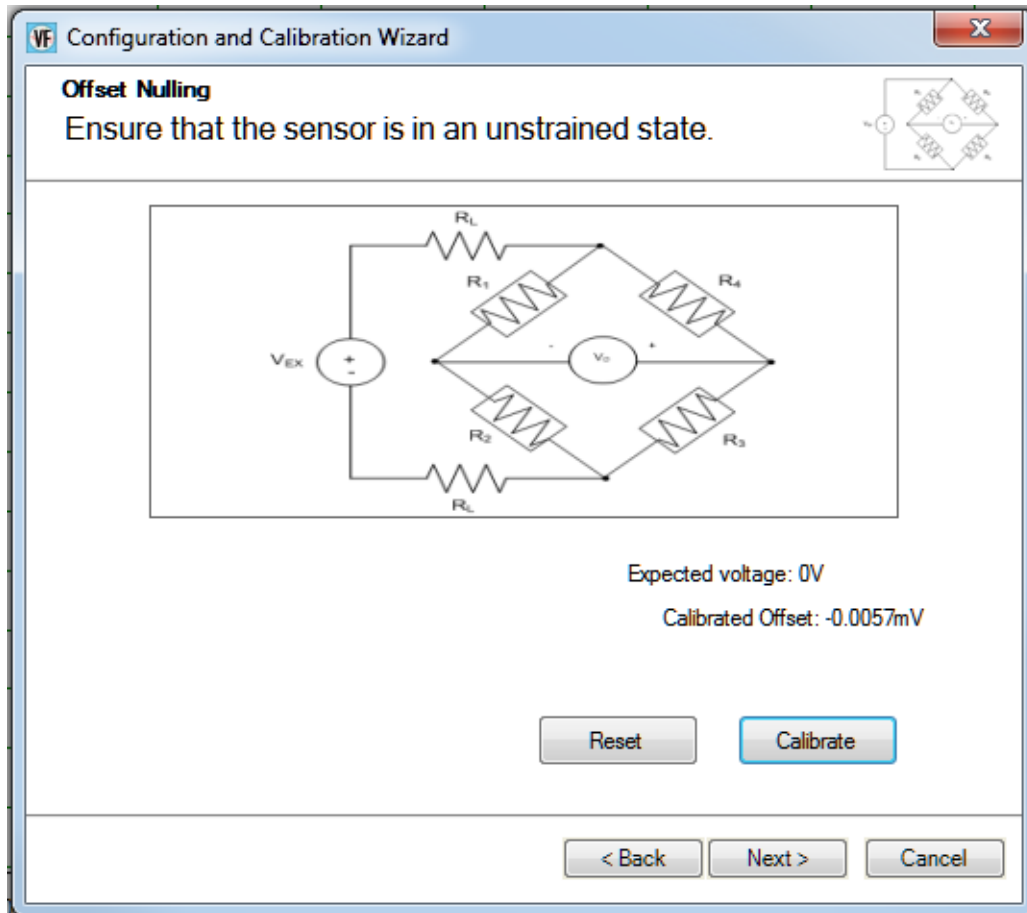 VF Configuration and Calibration Wizard
Offset Nulling
Ensure that the sensor is in an unstrained state.
RL
R1
R4
VEX
+
-
-
Vo
+
R2
R3
RL
Expected voltage: 0V
Calibrated Offset: -0.0057mV
Reset
Calibrate
< Back
Next >
Cancel